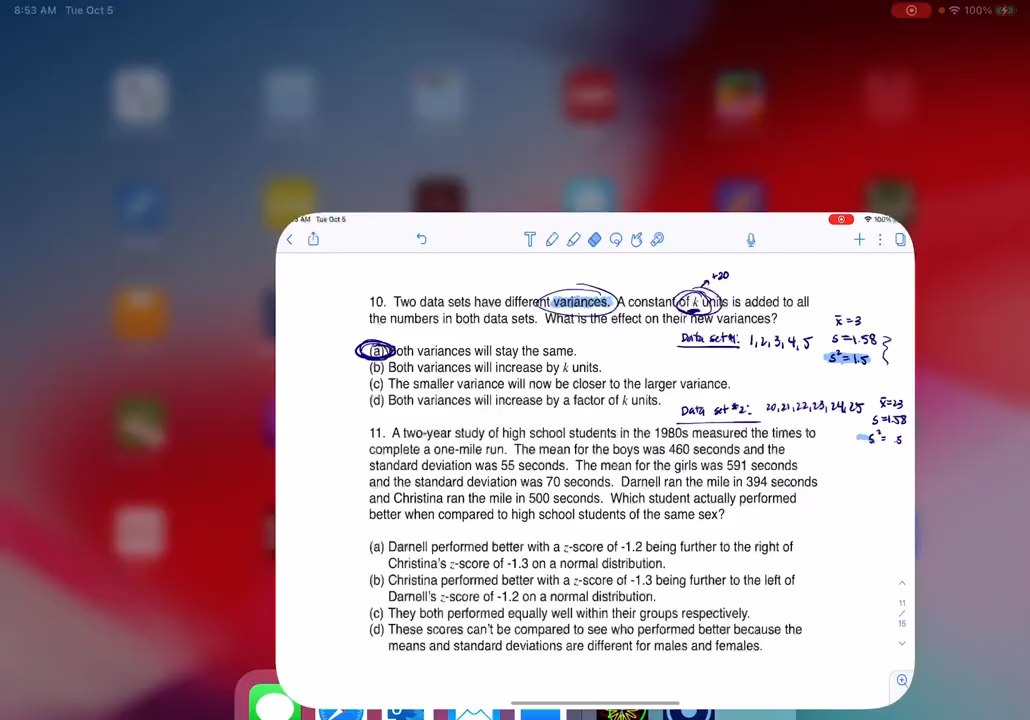 8:53 AM Tue Oct 5
100%
3 AM Tue Oct 5
100%
+20
10. Two data sets have different variances. A constant of k units is added to all
the numbers in both data sets. What is the effect on their new variances?
Data set #1: 1, 2, 3, 4, 5
x̄ = 3
s = 1.58
s² = 1.5
(a) Both variances will stay the same.
(b) Both variances will increase by k units.
(c) The smaller variance will now be closer to the larger variance.
(d) Both variances will increase by a factor of k units.
Data set #2: 20, 21, 22, 23, 24, 25
x̄ = 23
s = 1.58
s² = .5
11. A two-year study of high school students in the 1980s measured the times to
complete a one-mile run. The mean for the boys was 460 seconds and the
standard deviation was 55 seconds. The mean for the girls was 591 seconds
and the standard deviation was 70 seconds. Darnell ran the mile in 394 seconds
and Christina ran the mile in 500 seconds. Which student actually performed
better when compared to high school students of the same sex?
(a) Darnell performed better with a z-score of -1.2 being further to the right of
Christina's z-score of -1.3 on a normal distribution.
(b) Christina performed better with a z-score of -1.3 being further to the left of
Darnell's z-score of -1.2 on a normal distribution.
(c) They both performed equally well within their groups respectively.
(d) These scores can't be compared to see who performed better because the
means and standard deviations are different for males and females.
11
/
15